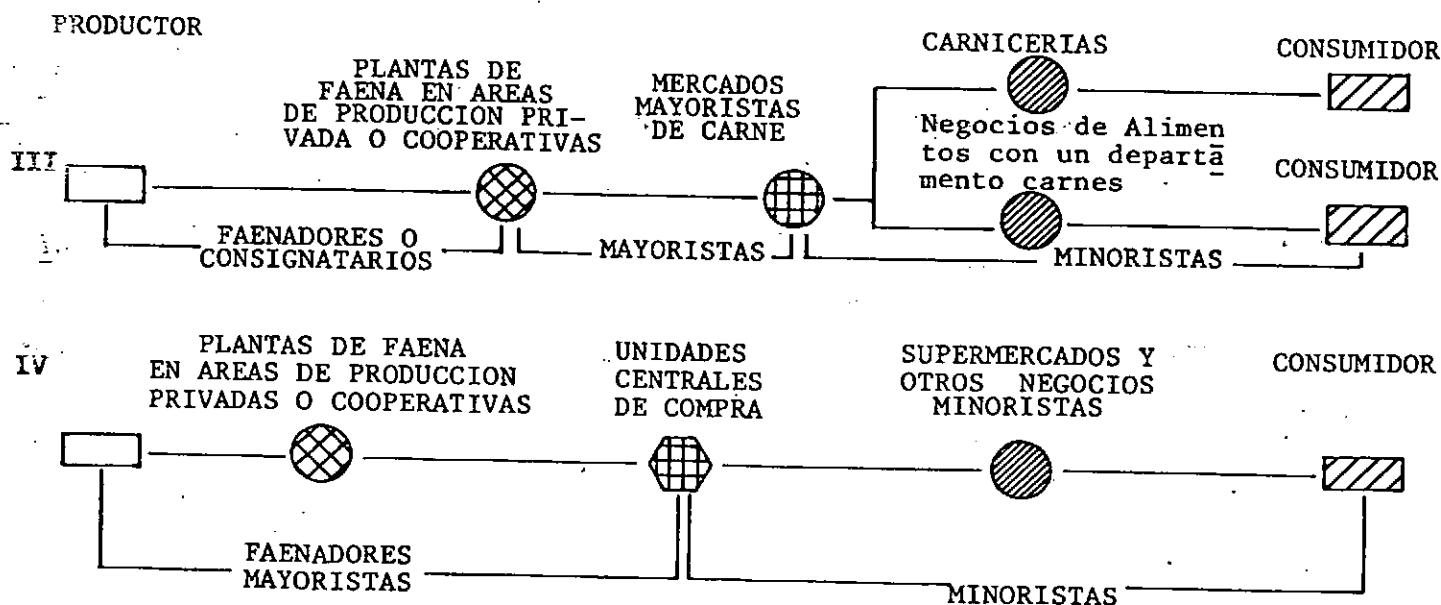 PRODUCTOR
PLANTAS DE
FAENA EN AREAS
DE PRODUCCION PRI-
VADA O COOPERATIVAS
MERCADOS
MAYORISTAS
DE CARNE
CARNICERIAS
CONSUMIDOR
Negocios de Alimen
tos con un departa
mento carnes
CONSUMIDOR
III
FAENADORES O
CONSIGNATARIOS
MAYORISTAS
MINORISTAS
IV
PLANTAS DE FAENA
EN AREAS DE PRODUCCION
PRIVADAS O COOPERATIVAS
UNIDADES
CENTRALES
DE COMPRA
SUPERMERCADOS Y
OTROS NEGOCIOS
MINORISTAS
CONSUMIDOR
FAENADORES
MAYORISTAS
MINORISTAS